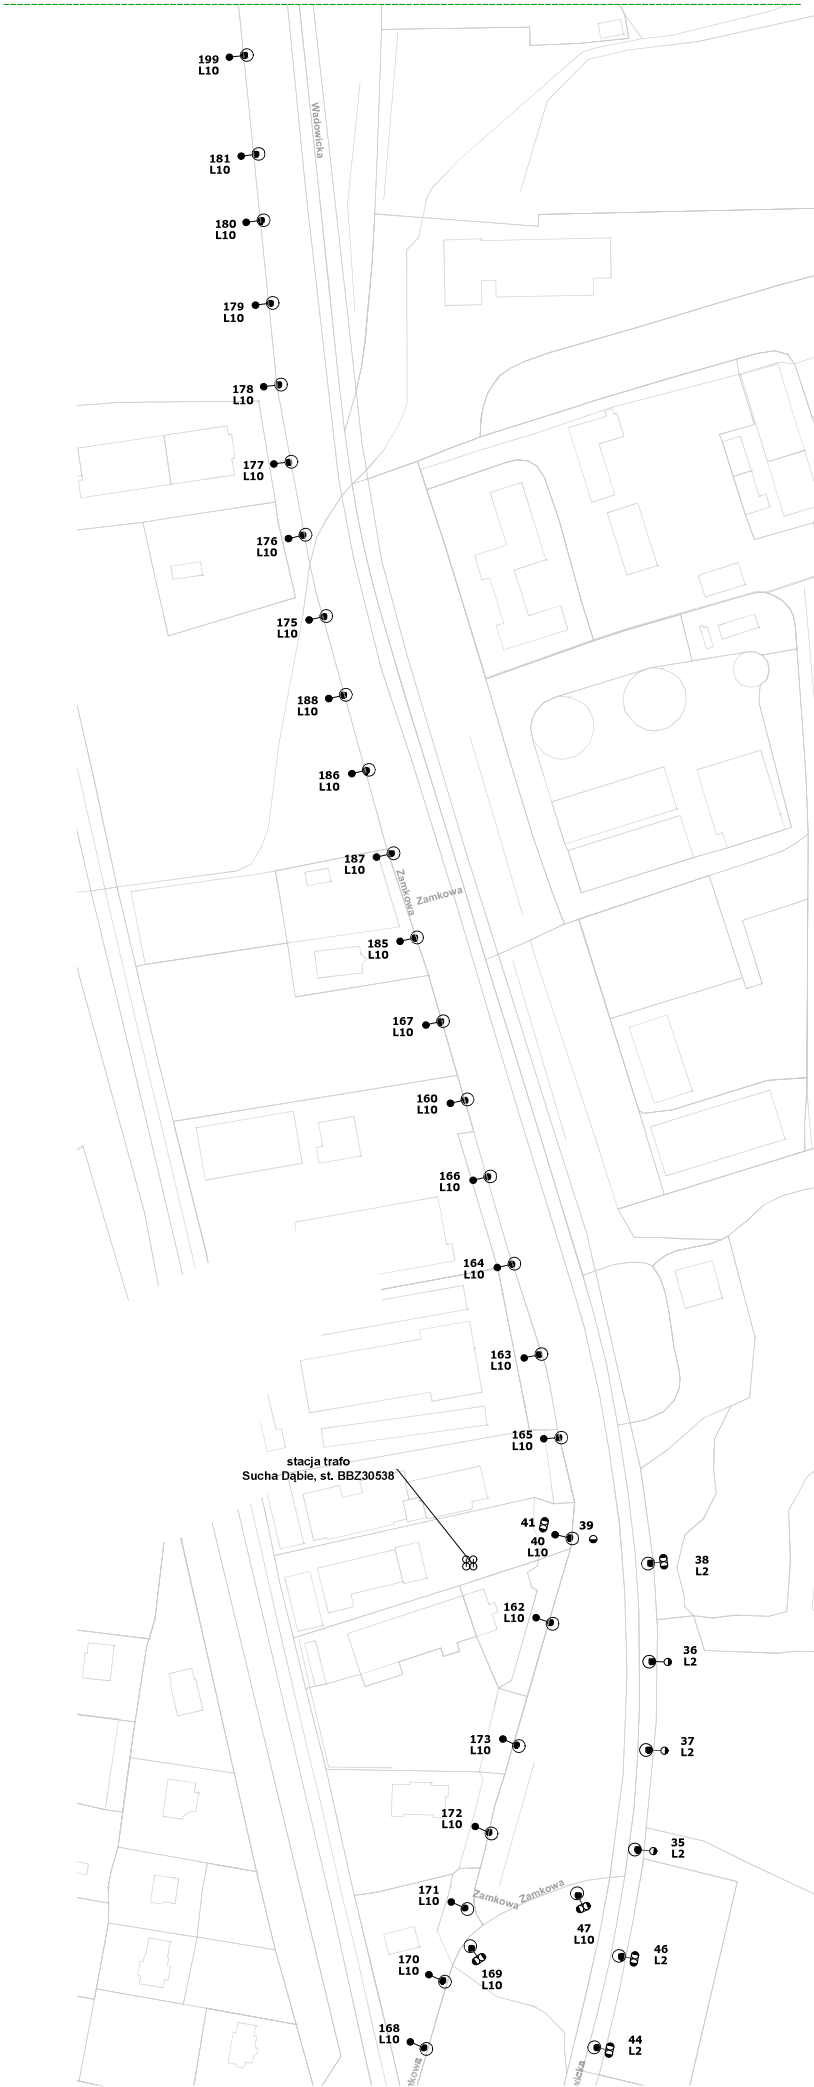 199
L10
Wadowicka
181
L10
180
L10
179
L10
178
L10
177
L10
176
L10
175
L10
188
L10
186
L10
187
L10
Zamkowa
Zamkowa
185
L10
167
L10
160
L10
166
L10
164
L10
163
L10
165
L10
stacja trafo
Sucha Dąbie, st. BBZ30538
41
39
40
L10
38
L2
162
L10
36
L2
173
L10
37
L2
172
L10
35
L2
171
L10
Zamkowa
Zamkowa
47
L10
46
L2
170
L10
169
L10
168
L10
44
L2